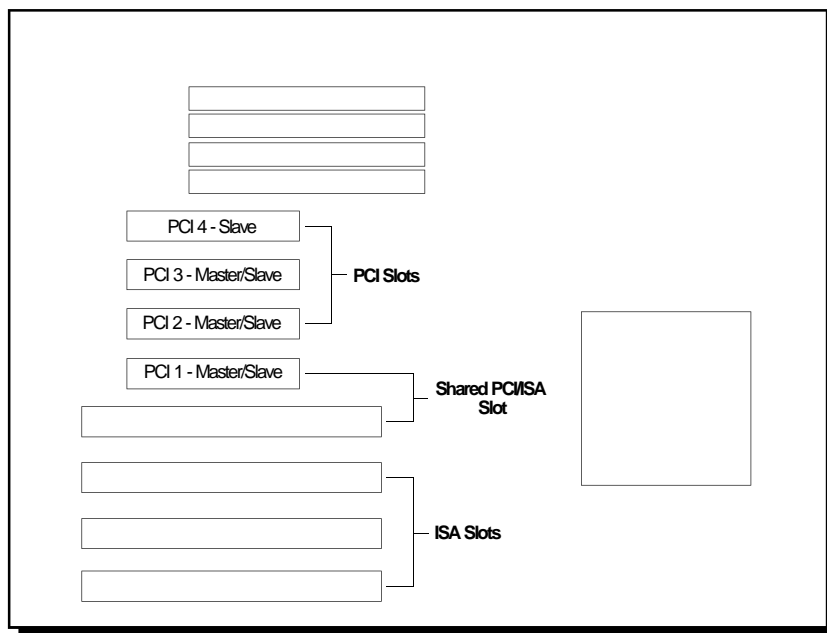 PCI 4 - Slave
PCI 3 - Master/Slave
PCI Slots
PCI 2 - Master/Slave
PCI 1 - Master/Slave
Shared PCI/ISA
Slot
ISA Slots